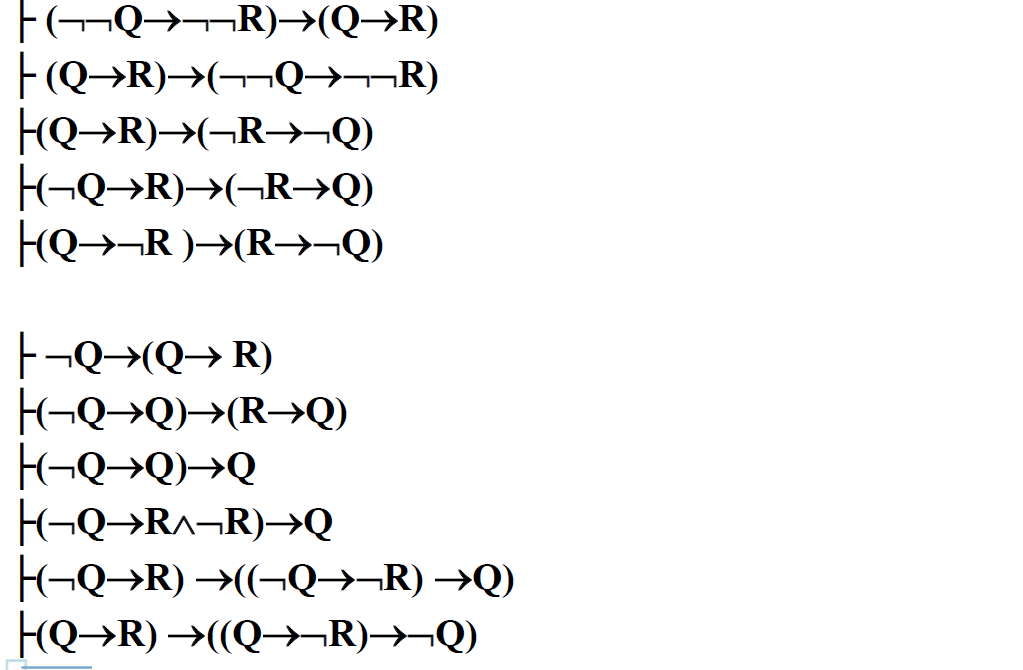 ├ (¬¬Q→¬¬R)→(Q→R)
├ (Q→R)→(¬¬Q→¬¬R)
├(Q→R)→(¬R→¬Q)
├(¬Q→R)→(¬R→Q)
├(Q→¬R )→(R→¬Q)
├ ¬Q→(Q→ R)
├(¬Q→Q)→(R→Q)
├(¬Q→Q)→Q
├(¬Q→R∧¬R)→Q
├(¬Q→R) →((¬Q→¬R) →Q)
├(Q→R) →((Q→¬R)→¬Q)